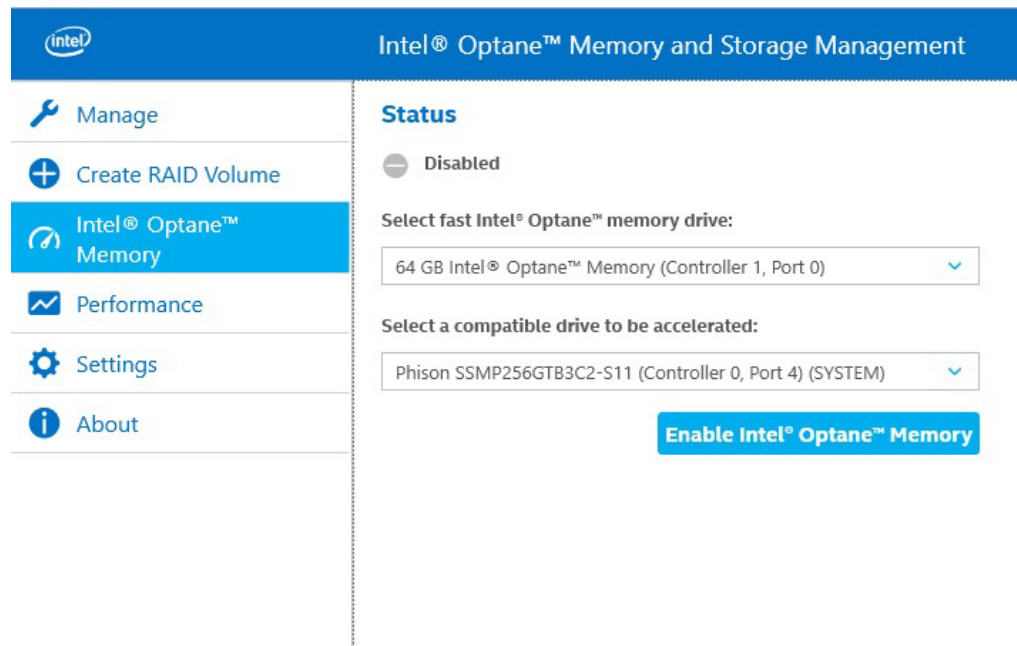 intel
Intel® Optane™ Memory and Storage Management
Manage
Create RAID Volume
Intel® Optane™
Memory
Performance
Settings
About
Status
Disabled
Select fast Intel® Optane™ memory drive:
64 GB Intel® Optane™ Memory (Controller 1, Port 0)
Select a compatible drive to be accelerated:
Phison SSMP256GTB3C2-S11 (Controller 0, Port 4) (SYSTEM)
Enable Intel® Optane™ Memory